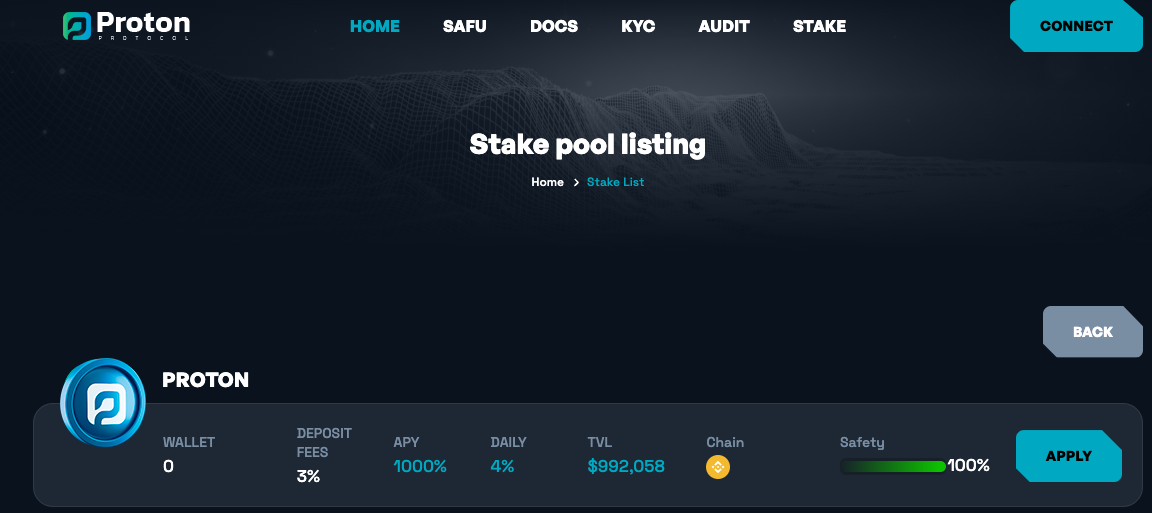 Proton
PROTOCOL
HOME SAFU DOCS KYC AUDIT STAKE
CONNECT
Stake pool listing
Home > Stake List
BACK
PROTON
WALLET
0
DEPOSIT
FEES
3%
APY
1000%
DAILY
4%
TVL
$992,058
Chain
Safety
100%
APPLY